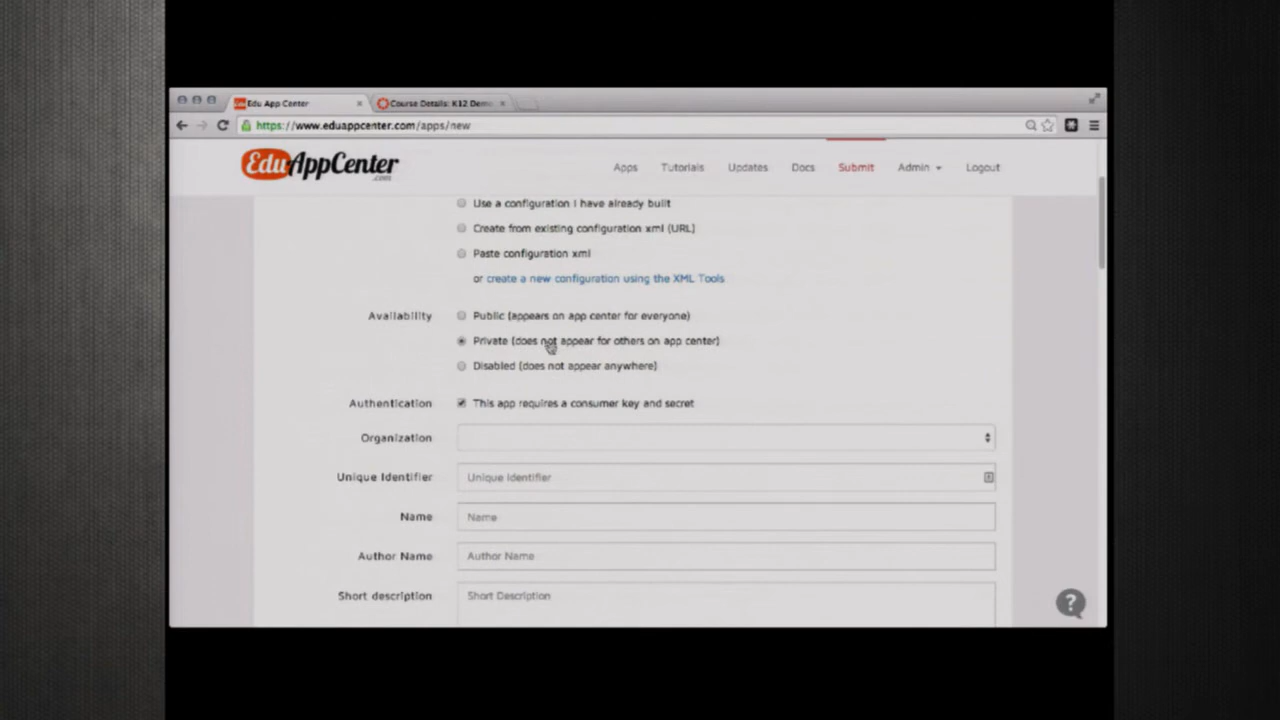 Edu App Center
Course Details: K12 Demo
https://www.eduappcenter.com/apps/new
EduAppCenter
.com
Apps
Tutorials
Updates
Docs
Submit
Admin
Logout
Use a configuration I have already built
Create from existing configuration xml (URL)
Paste configuration xml
or create a new configuration using the XML Tools
Availability
Public (appears on app center for everyone)
Private (does not appear for others on app center)
Disabled (does not appear anywhere)
Authentication
This app requires a consumer key and secret
Organization
Unique Identifier
Unique Identifier
Name
Name
Author Name
Author Name
Short description
Short Description
?